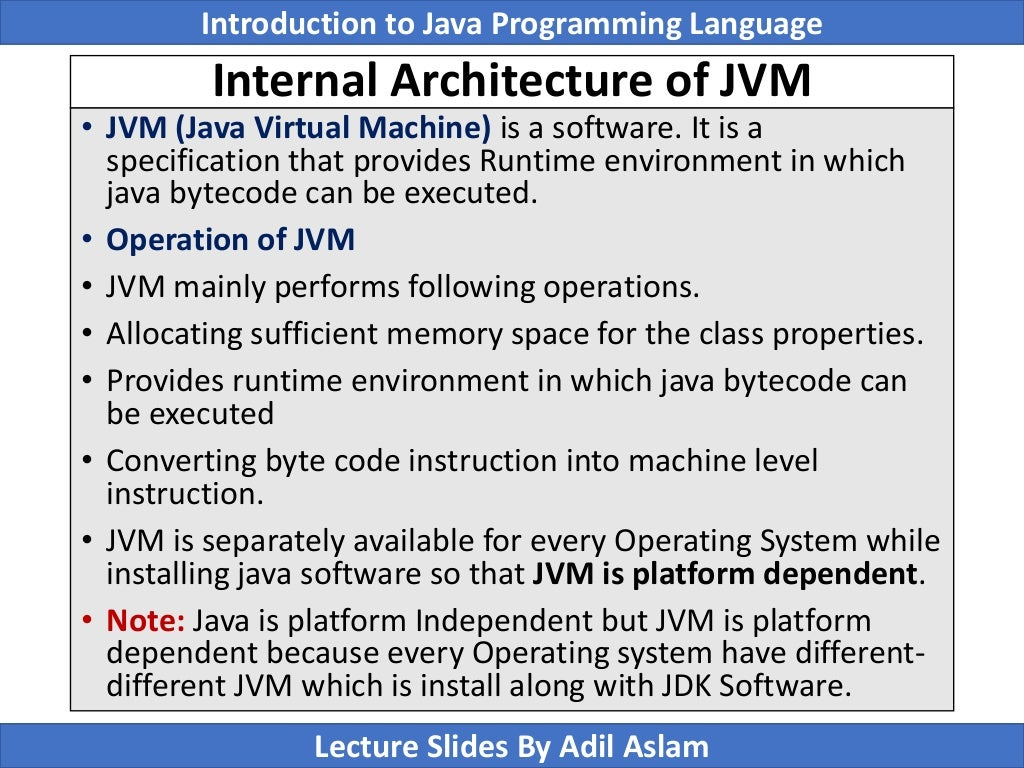 Introduction to Java Programming Language
Internal Architecture of JVM
• JVM (Java Virtual Machine) is a software. It is a
specification that provides Runtime environment in which
java bytecode can be executed.
• Operation of JVM
• JVM mainly performs following operations.
• Allocating sufficient memory space for the class properties.
• Provides runtime environment in which java bytecode can
be executed
• Converting byte code instruction into machine level
instruction.
• JVM is separately available for every Operating System while
installing java software so that JVM is platform dependent.
• Note: Java is platform Independent but JVM is platform
dependent because every Operating system have different-
different JVM which is install along with JDK Software.
Lecture Slides By Adil Aslam